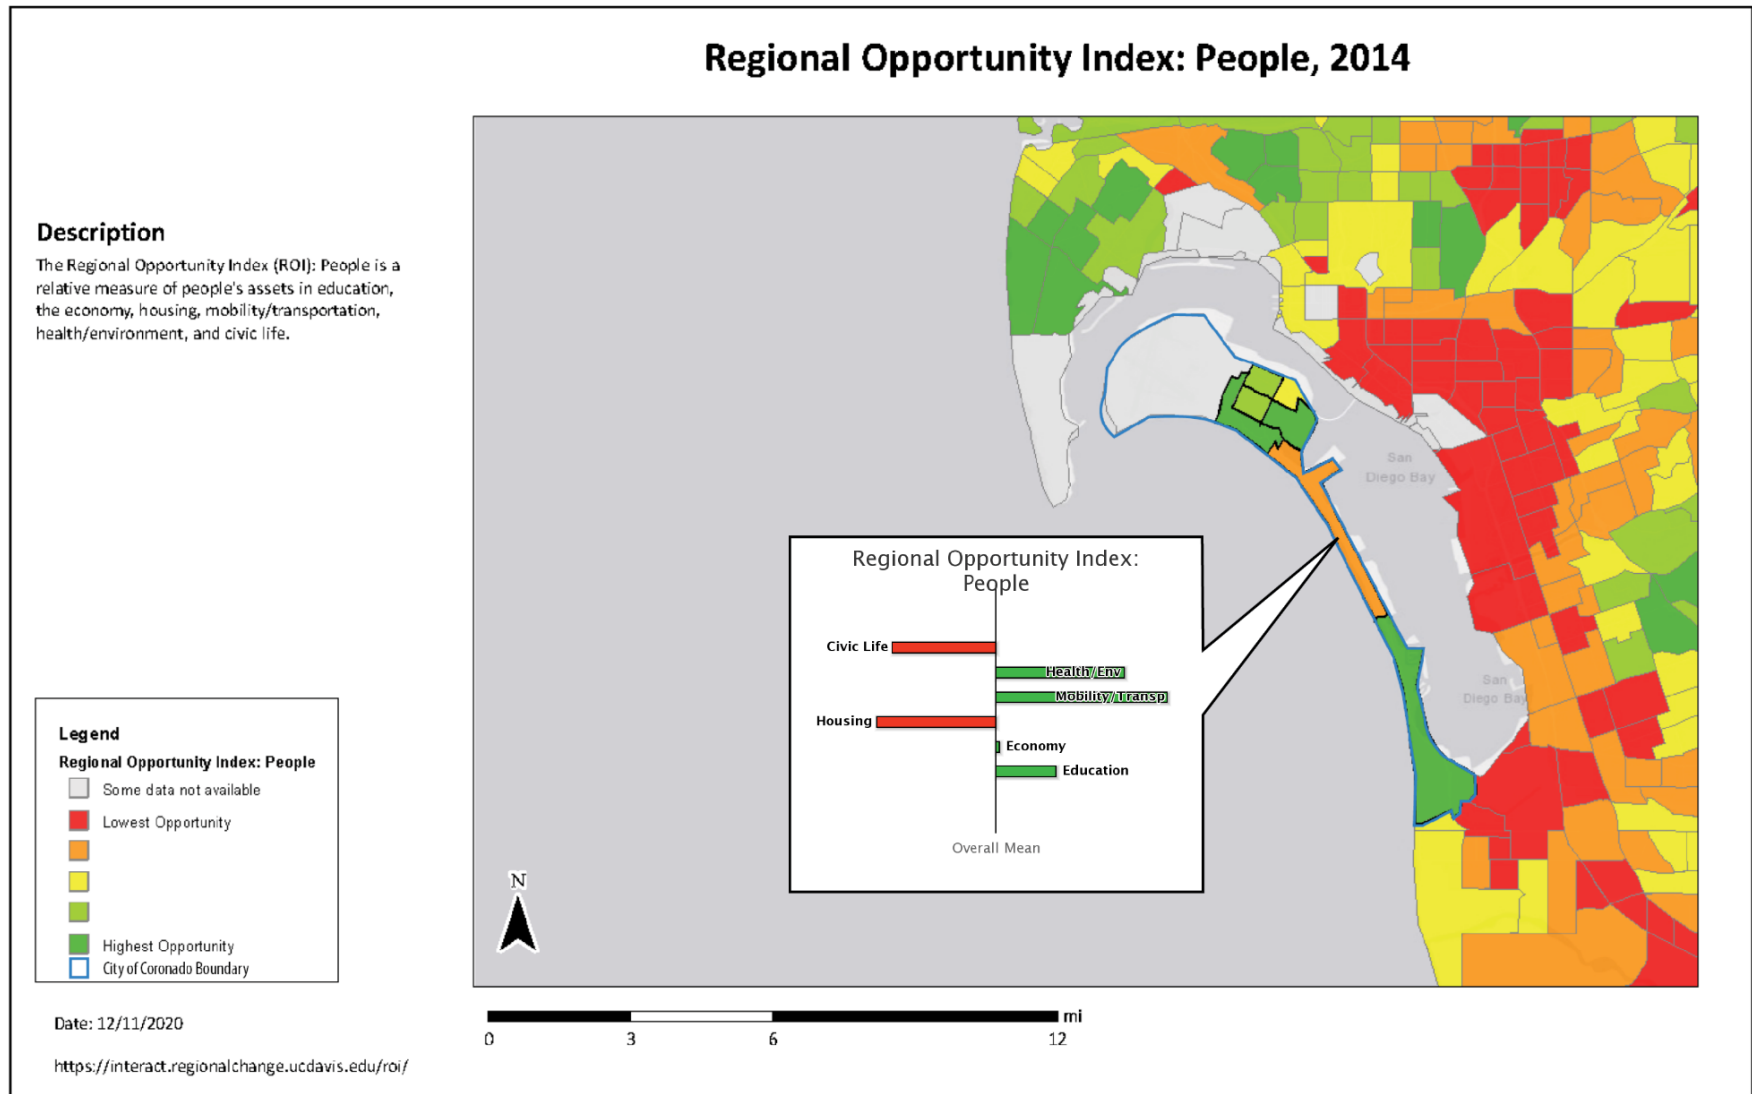 Regional Opportunity Index: People, 2014
Description
The Regional Opportunity Index (ROI): People is a
relative measure of people's assets in education,
the economy, housing, mobility/transportation,
health/environment, and civic life.
San
Diego Bay
Regional Opportunity Index:
People
Civic Life
Health/Env
Mobility/Transp
Housing
Economy
Education
Overall Mean
San
Diego Bay
Legend
Regional Opportunity Index: People
Some data not available
Lowest Opportunity
Highest Opportunity
City of Coronado Boundary
N
mi
0 3 6 12
Date: 12/11/2020
https://interact.regionalchange.ucdavis.edu/roi/